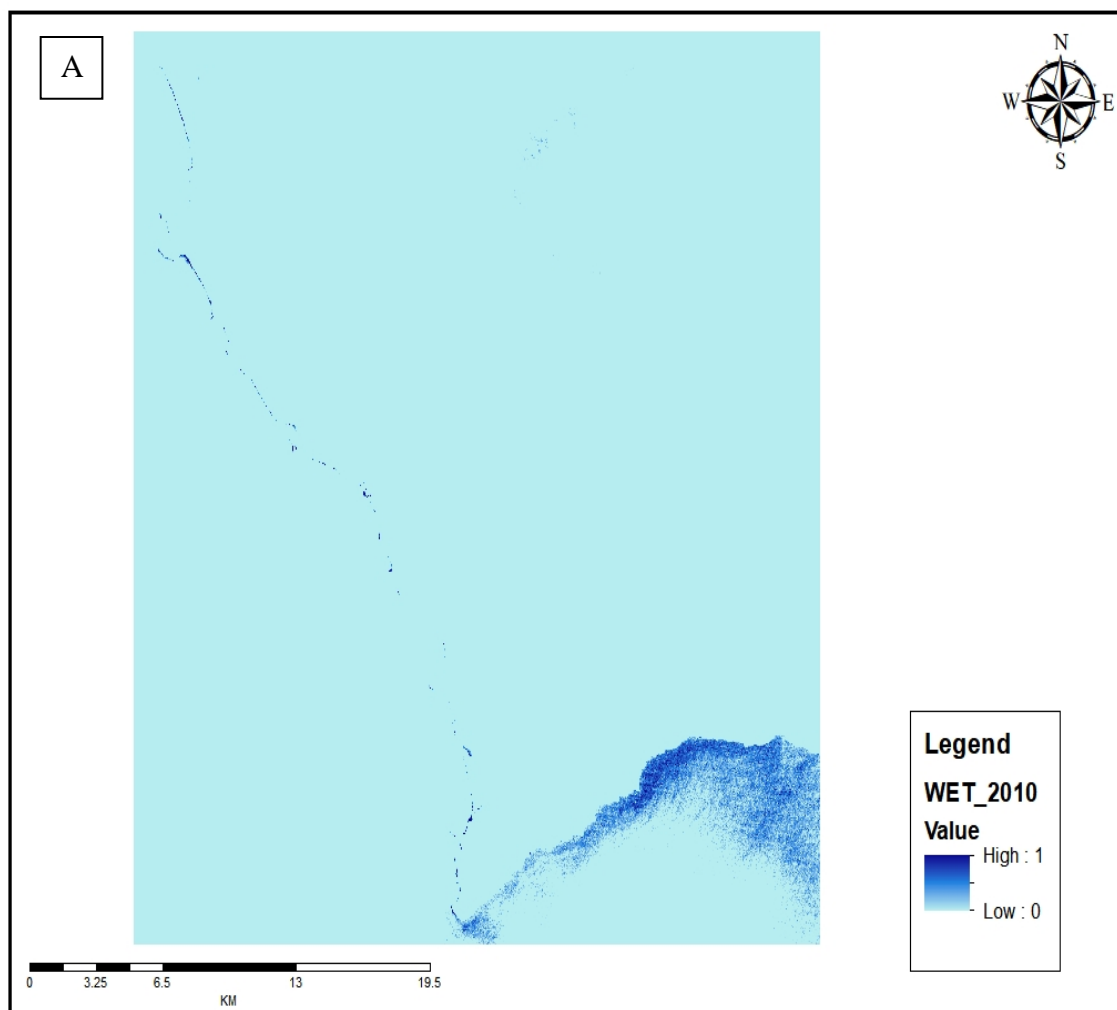 A
N
W E
S
Legend
WET_2010
Value
High : 1
Low : 0
0 3.25 6.5 13 19.5
KM